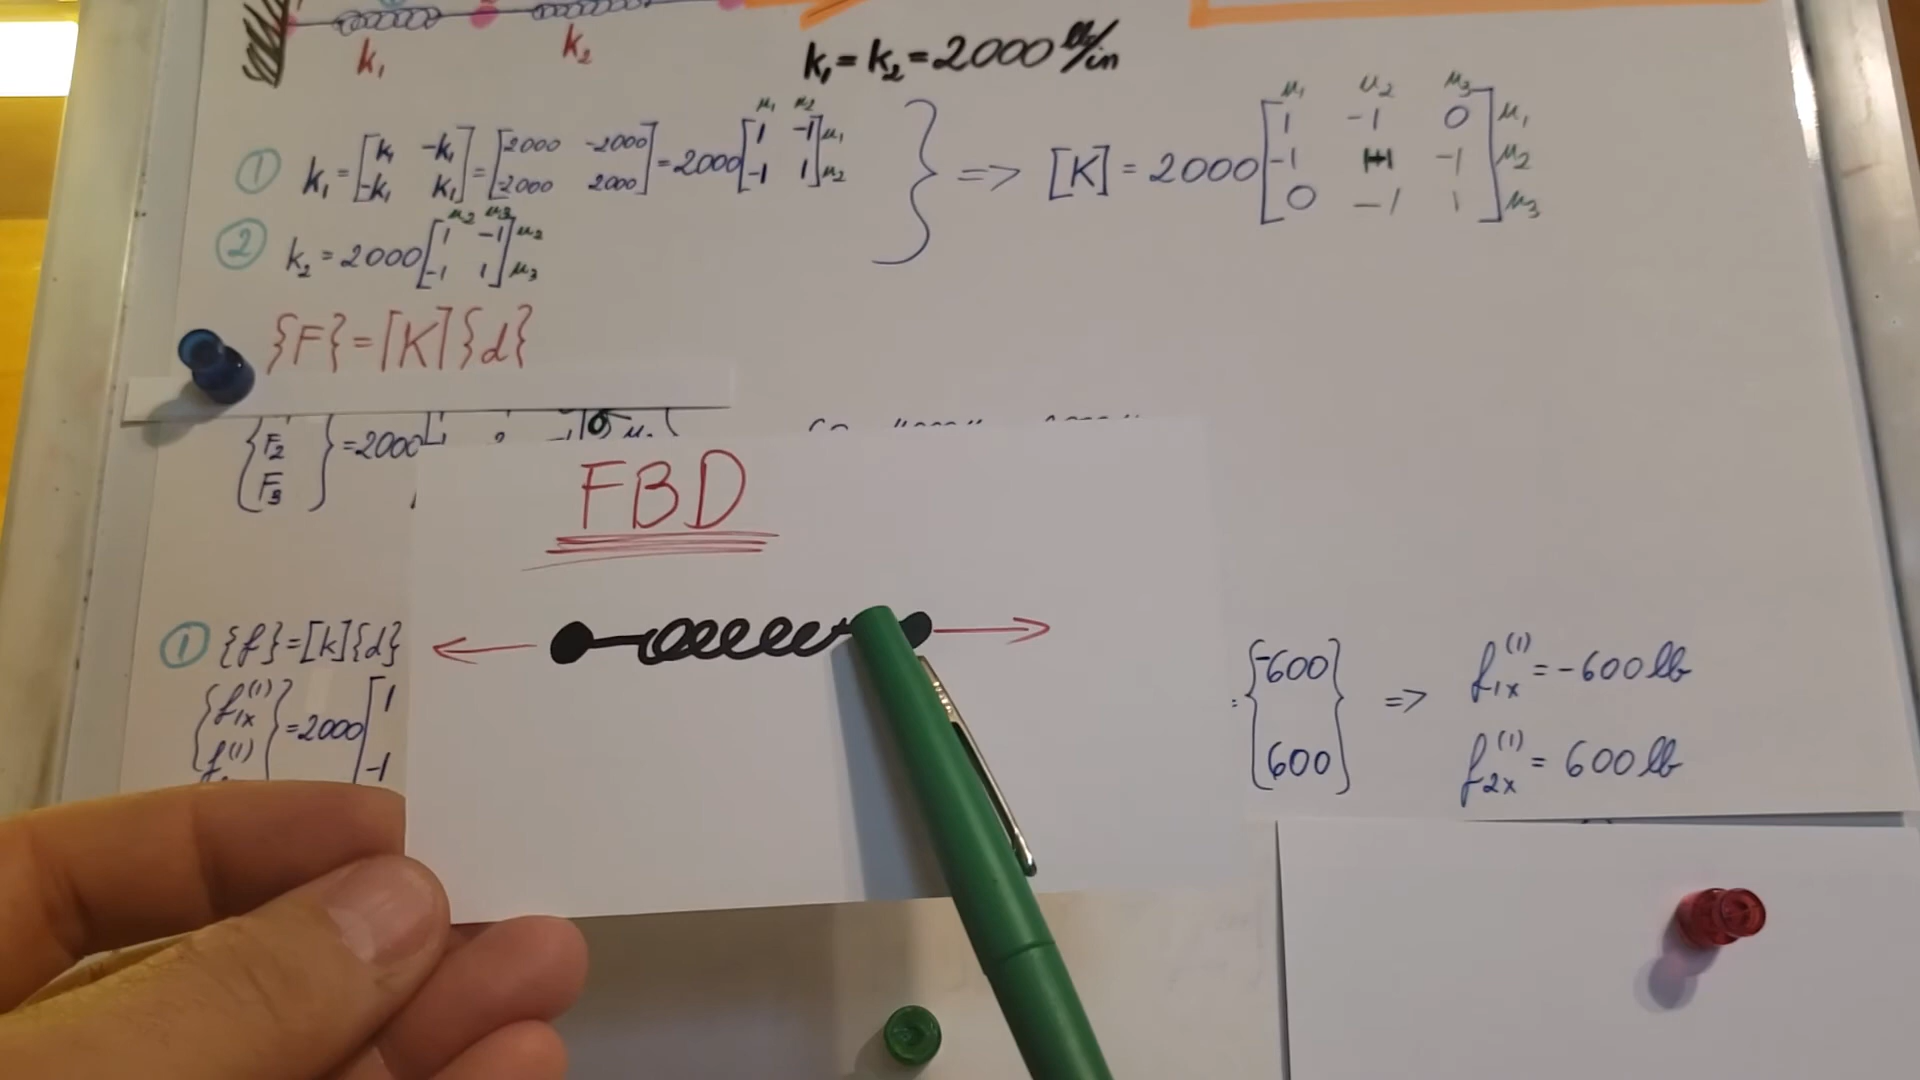 k₁ k₂
k₁ = k₂ = 2000 lb/in
① k₁ = [k₁ -k₁; -k₁ k₁] = [2000 -2000; -2000 2000] = 2000 [1 -1; -1 1] u₁ u₂ u₁ u₂ } => [K] = 2000 [1 -1 0; -1 1+1 -1; 0 -1 1] u₁ u₂ u₃ u₁ u₂ u₃
② k₂ = 2000 [1 -1; -1 1] u₂ u₃ u₂ u₃
{F} = [K]{d}
{F₂ F₃} = 2000
FBD
① {f} = [k]{d}
{f₁ₓ⁽¹⁾ f⁽¹⁾} = 2000 [1 -1
= {-600 600} => f₁ₓ⁽¹⁾ = -600 lb
f₂ₓ⁽¹⁾ = 600 lb